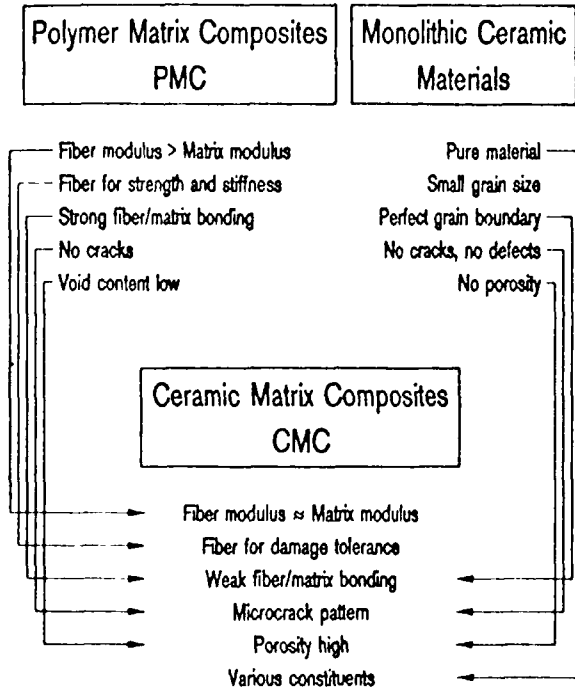 Polymer Matrix Composites
PMC
Monolithic Ceramic
Materials
Fiber modulus > Matrix modulus
Fiber for strength and stiffness
Strong fiber/matrix bonding
No cracks
Void content low
Pure material
Small grain size
Perfect grain boundary
No cracks, no defects
No porosity
Ceramic Matrix Composites
CMC
Fiber modulus ≈ Matrix modulus
Fiber for damage tolerance
Weak fiber/matrix bonding
Microcrack pattern
Porosity high
Various constituents